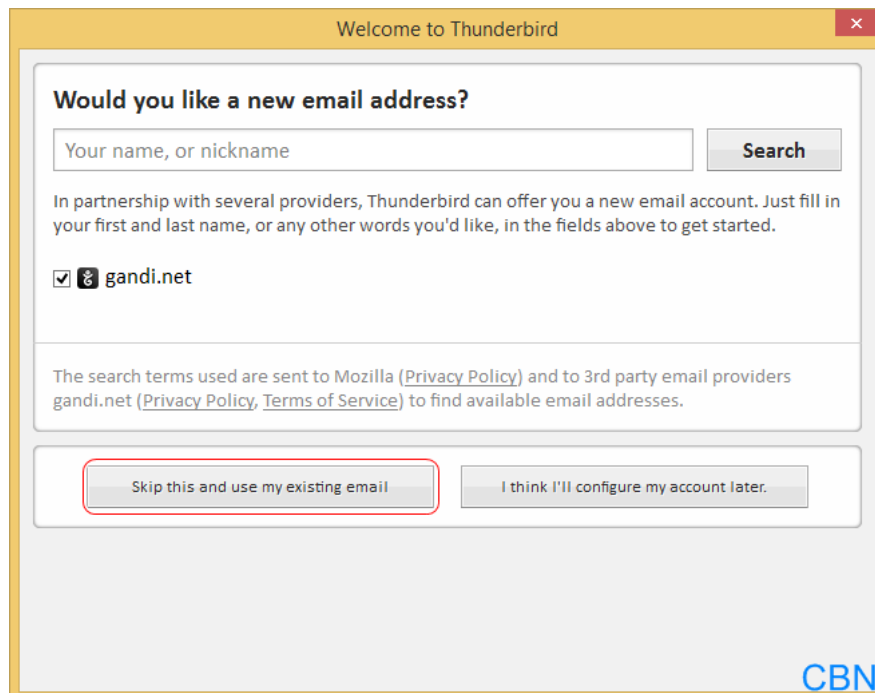 Welcome to Thunderbird
Would you like a new email address?
Your name, or nickname
Search
In partnership with several providers, Thunderbird can offer you a new email account. Just fill in
your first and last name, or any other words you'd like, in the fields above to get started.
gandi.net
The search terms used are sent to Mozilla (Privacy Policy) and to 3rd party email providers
gandi.net (Privacy Policy, Terms of Service) to find available email addresses.
Skip this and use my existing email
I think I'll configure my account later.
CBN